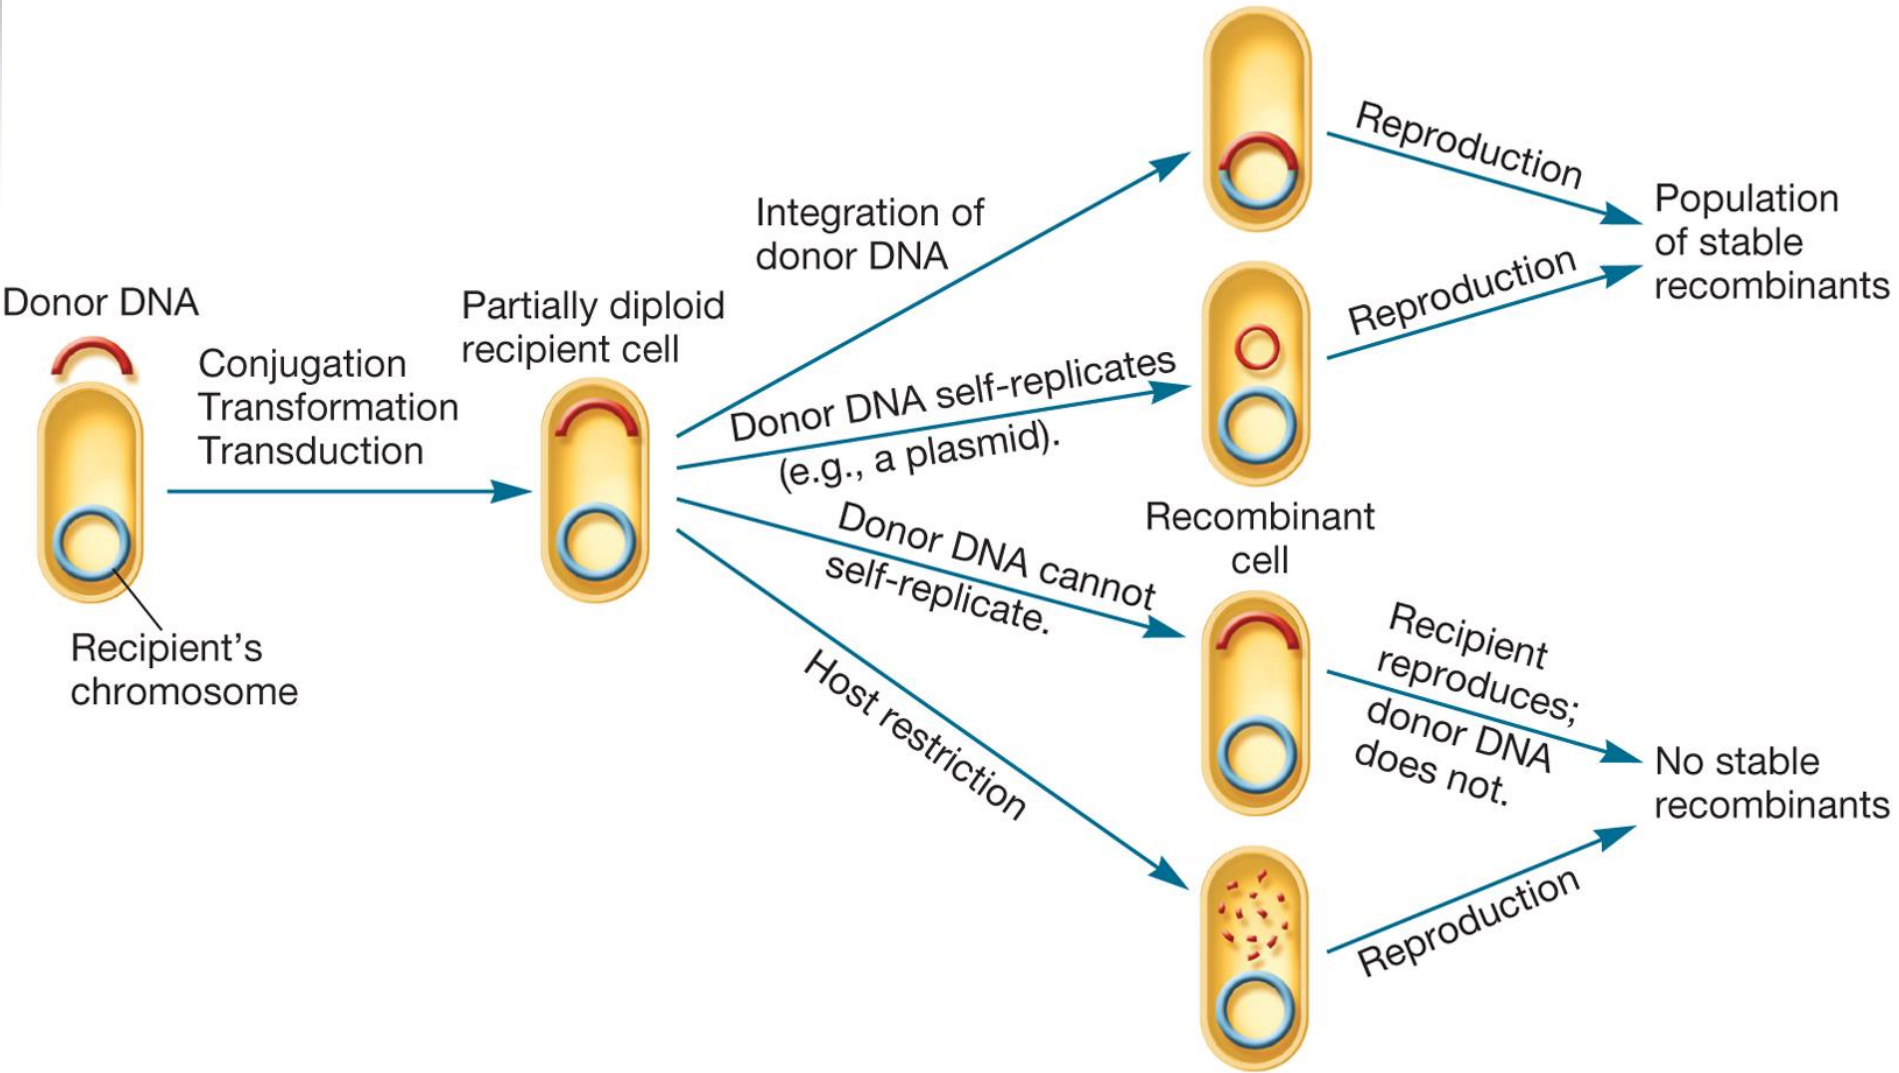 Donor DNA
Conjugation
Transformation
Transduction
Recipient’s
chromosome
Partially diploid
recipient cell
Integration of
donor DNA
Donor DNA self-replicates
(e.g., a plasmid).
Donor DNA cannot
self-replicate.
Host restriction
Recombinant
cell
Reproduction
Reproduction
Recipient
reproduces;
donor DNA
does not.
Reproduction
Population
of stable
recombinants
No stable
recombinants